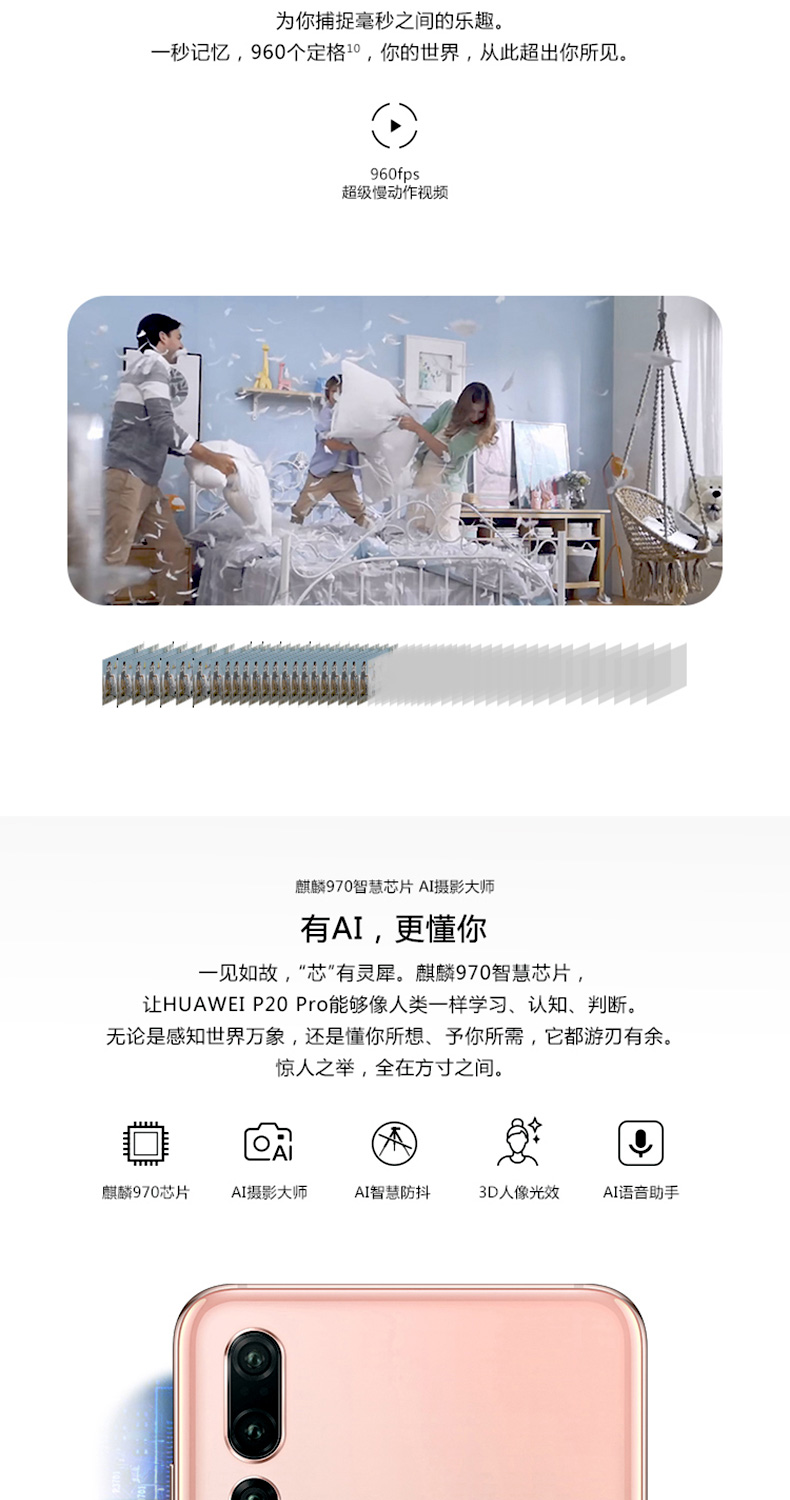 为你捕捉毫秒之间的乐趣。
一秒记忆，960个定格10，你的世界，从此超出你所见。
960fps
超级慢动作视频
麒麟970智慧芯片 AI摄影大师
有AI，更懂你
一见如故，“芯”有灵犀。麒麟970智慧芯片，
让HUAWEI P20 Pro能够像人类一样学习、认知、判断。
无论是感知世界万象，还是懂你所想、予你所需，它都游刃有余。
惊人之举，全在方寸之间。
AI
麒麟970芯片
AI摄影大师
AI智慧防抖
3D人像光效
AI语音助手